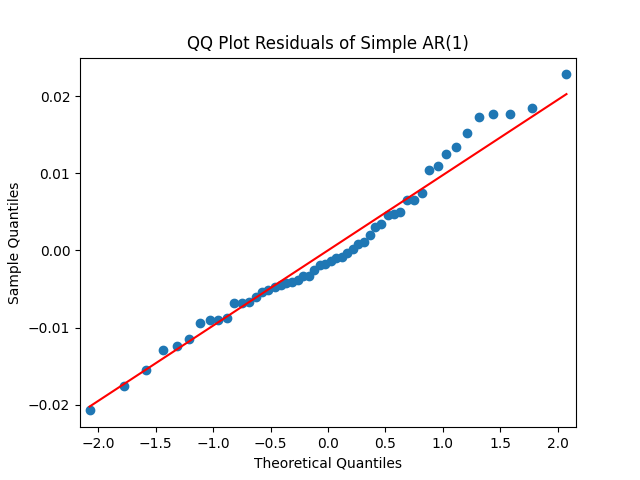 QQ Plot Residuals of Simple AR(1)
Sample Quantiles
0.02
0.01
0.00
−0.01
−0.02
−2.0 −1.5 −1.0 −0.5 0.0 0.5 1.0 1.5 2.0
Theoretical Quantiles